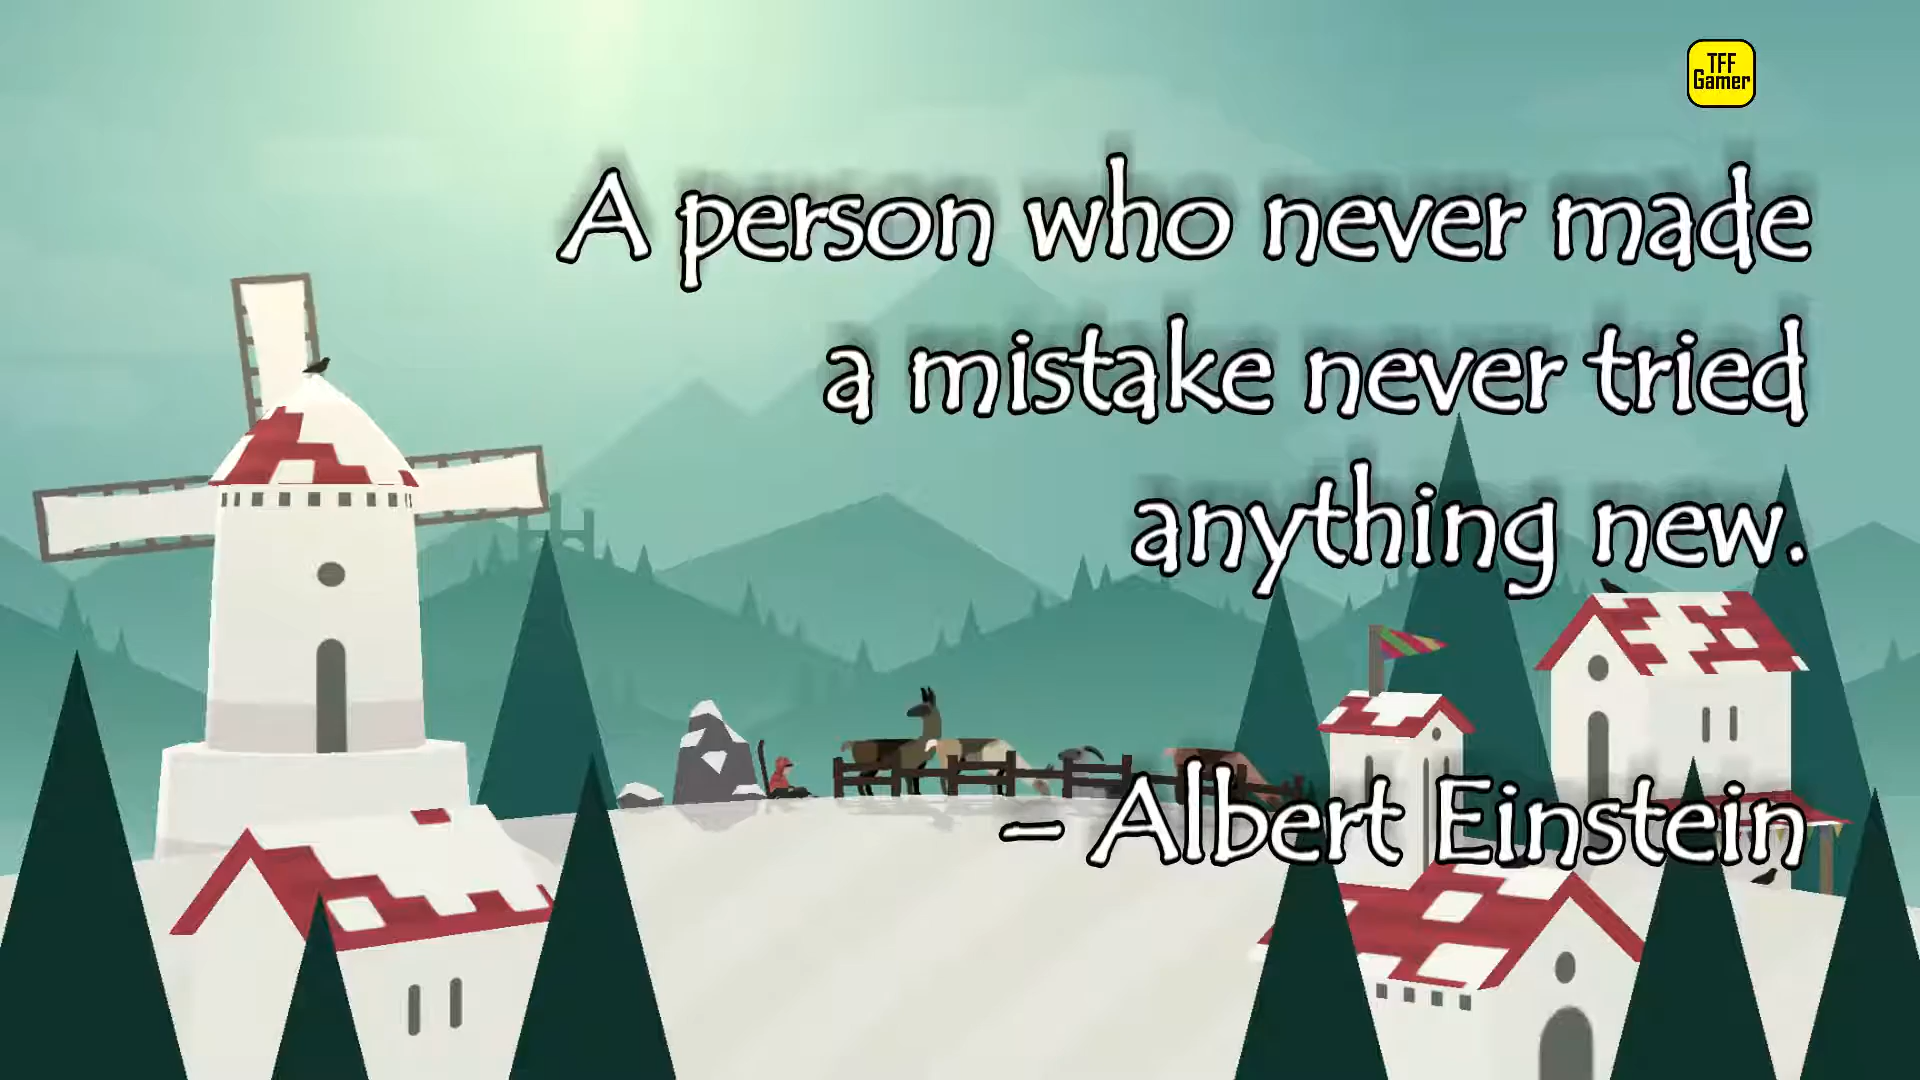 TFF
Gamer
A person who never made
a mistake never tried
anything new.
– Albert Einstein